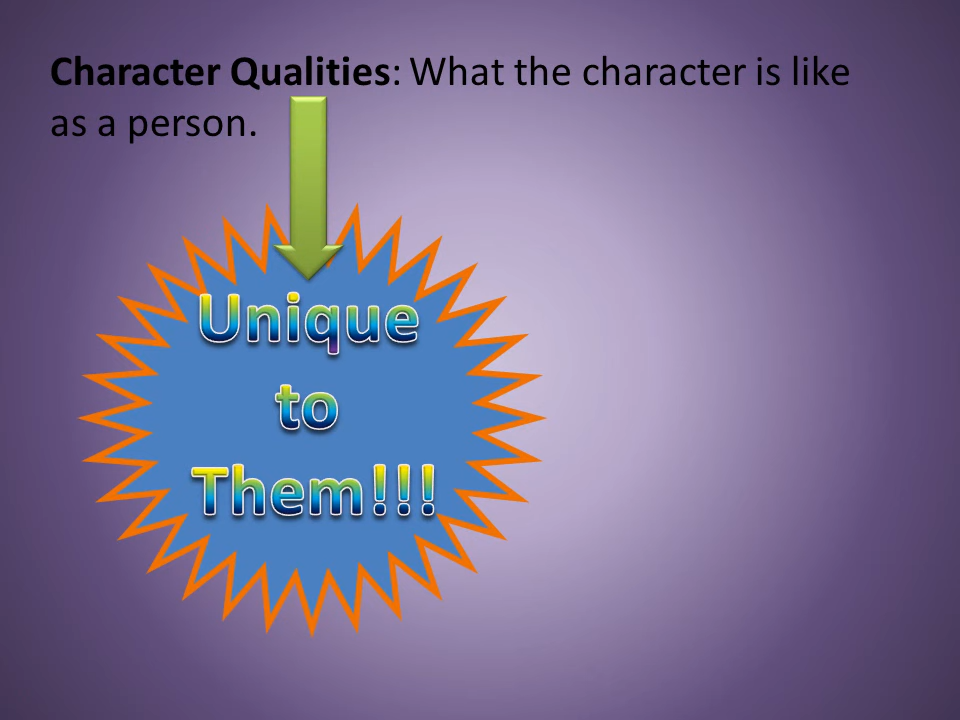 Character Qualities: What the character is like
as a person.
Unique
to
Them!!!